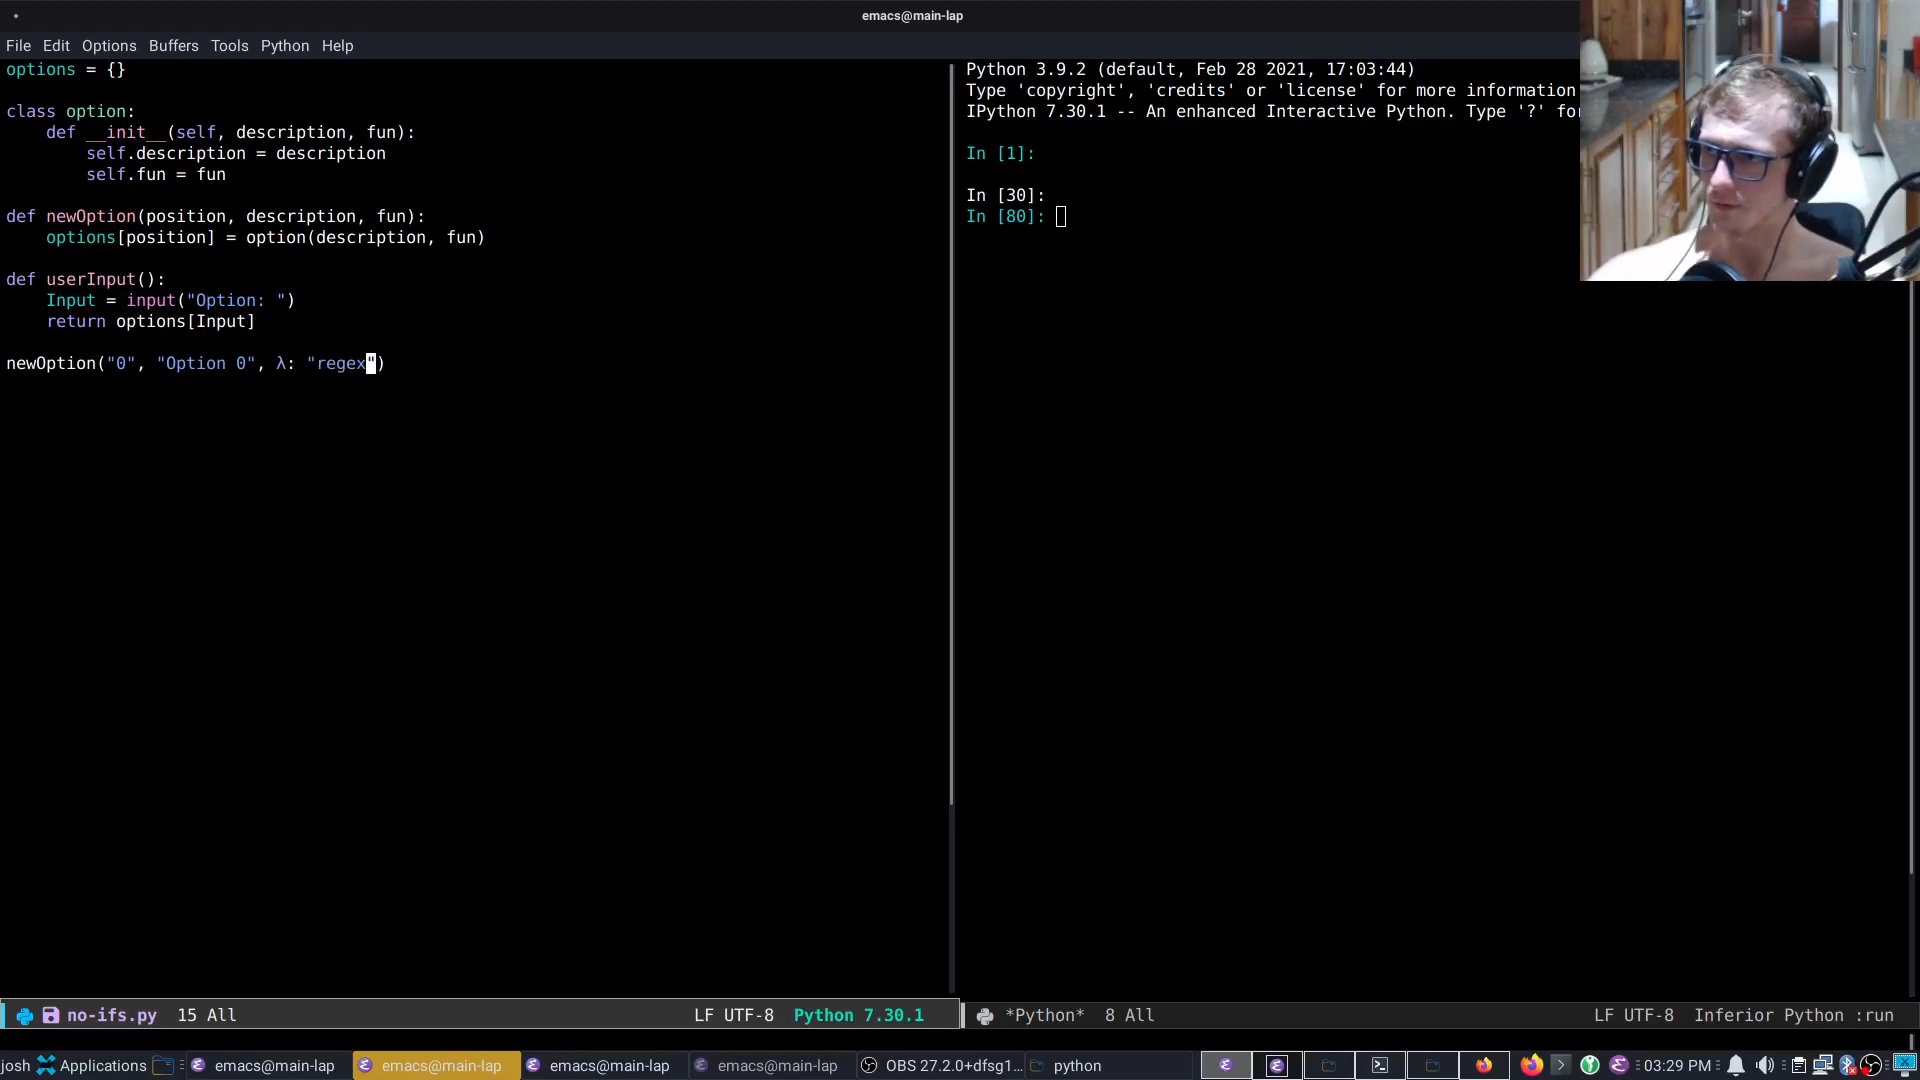 emacs@main-lap
File Edit Options Buffers Tools Python Help
options = {}
class option:
    def __init__(self, description, fun):
        self.description = description
        self.fun = fun
def newOption(position, description, fun):
    options[position] = option(description, fun)
def userInput():
    Input = input("Option: ")
    return options[Input]
newOption("0", "Option 0", λ: "regex")
Python 3.9.2 (default, Feb 28 2021, 17:03:44)
Type 'copyright', 'credits' or 'license' for more information
IPython 7.30.1 -- An enhanced Interactive Python. Type '?' fo
In [1]:
In [30]:
In [80]:
no-ifs.py 15 All LF UTF-8 Python 7.30.1
*Python* 8 All LF UTF-8 Inferior Python :run
josh Applications emacs@main-lap emacs@main-lap emacs@main-lap emacs@main-lap OBS 27.2.0+dfsg1... python 03:29 PM